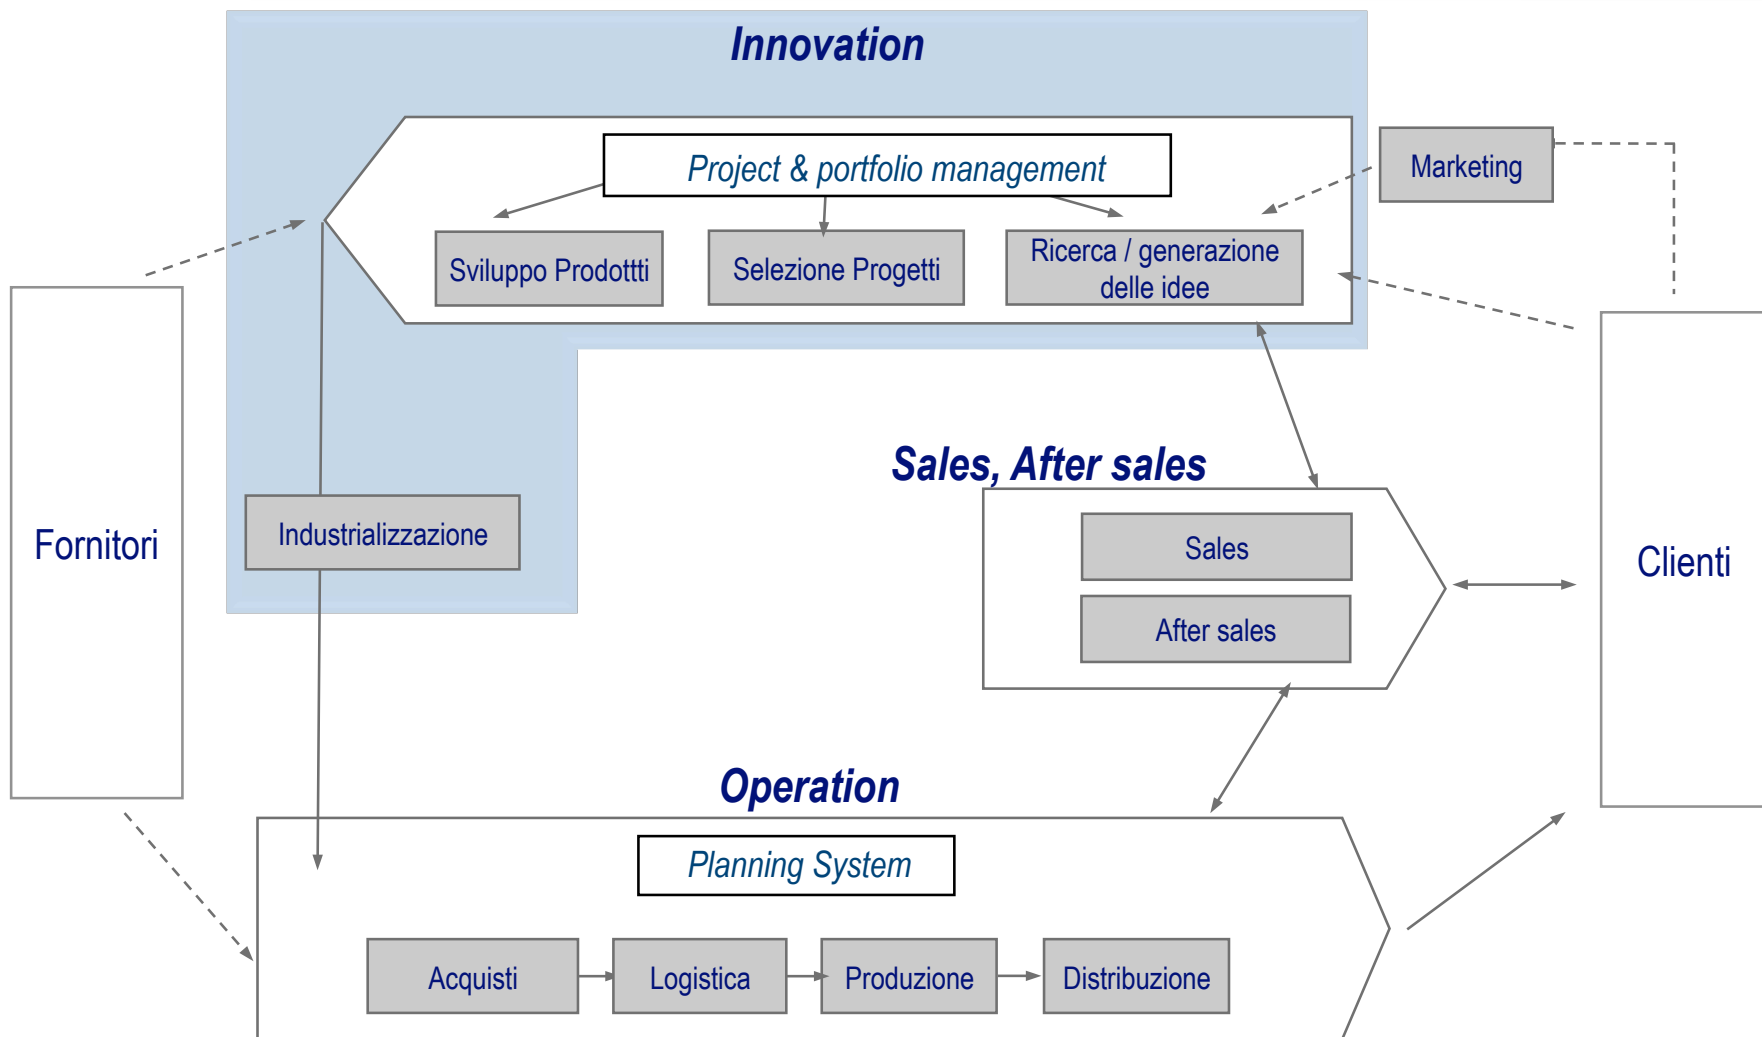 Innovation
Project & portfolio management
Marketing
Sviluppo Prodottti
Selezione Progetti
Ricerca / generazione
delle idee
Sales, After sales
Fornitori
Industrializzazione
Sales
Clienti
After sales
Operation
Planning System
Acquisti
Logistica
Produzione
Distribuzione